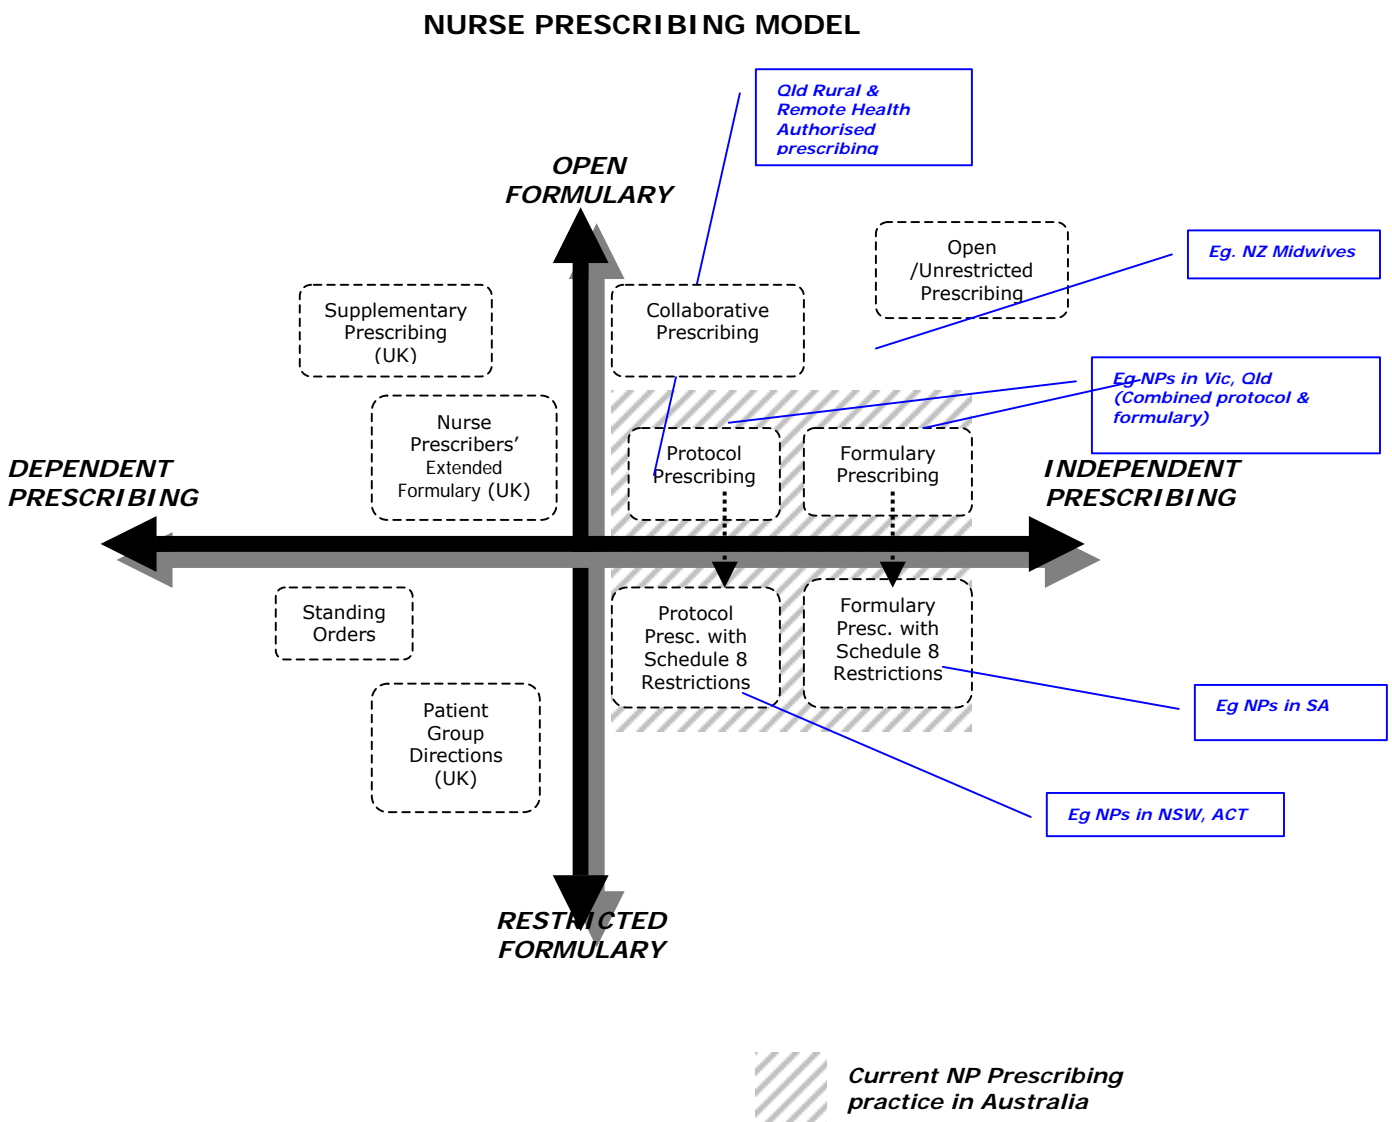 NURSE PRESCRIBING MODEL
Qld Rural &
Remote Health
Authorised
prescribing
OPEN
FORMULARY
Open
/Unrestricted
Prescribing
Eg. NZ Midwives
Supplementary
Prescribing
(UK)
Collaborative
Prescribing
Eg NPs in Vic, Qld
(Combined protocol &
formulary)
Nurse
Prescribers'
Extended
Formulary (UK)
Protocol
Prescribing
Formulary
Prescribing
DEPENDENT
PRESCRIBING
INDEPENDENT
PRESCRIBING
Standing
Orders
Protocol
Presc. with
Schedule 8
Restrictions
Formulary
Presc. with
Schedule 8
Restrictions
Patient
Group
Directions
(UK)
Eg NPs in SA
Eg NPs in NSW, ACT
RESTRICTED
FORMULARY
Current NP Prescribing
practice in Australia